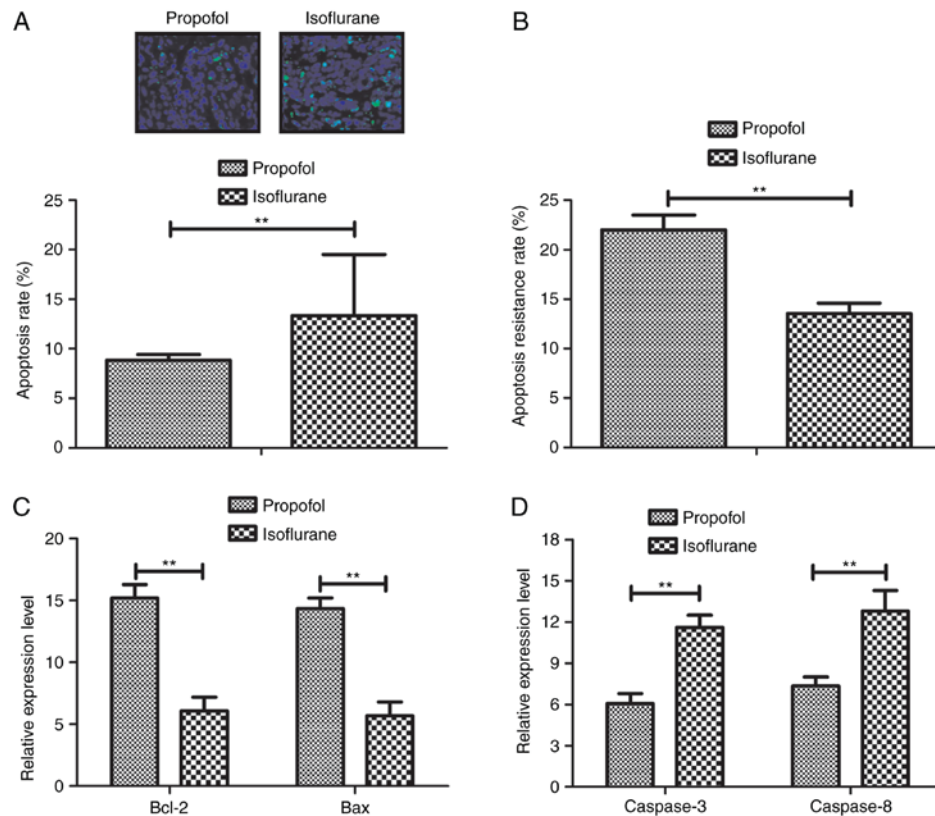 A
Propofol
Isoflurane
Propofol
Isoflurane
Apoptosis rate (%)
25
20
15
10
5
0
**
B
Propofol
Isoflurane
Apoptosis resistance rate (%)
25
20
15
10
5
0
**
C
Propofol
Isoflurane
Relative expression level
20
15
10
5
0
**
**
Bcl-2
Bax
D
Propofol
Isoflurane
Relative expression level
18
15
12
9
6
3
0
**
**
Caspase-3
Caspase-8